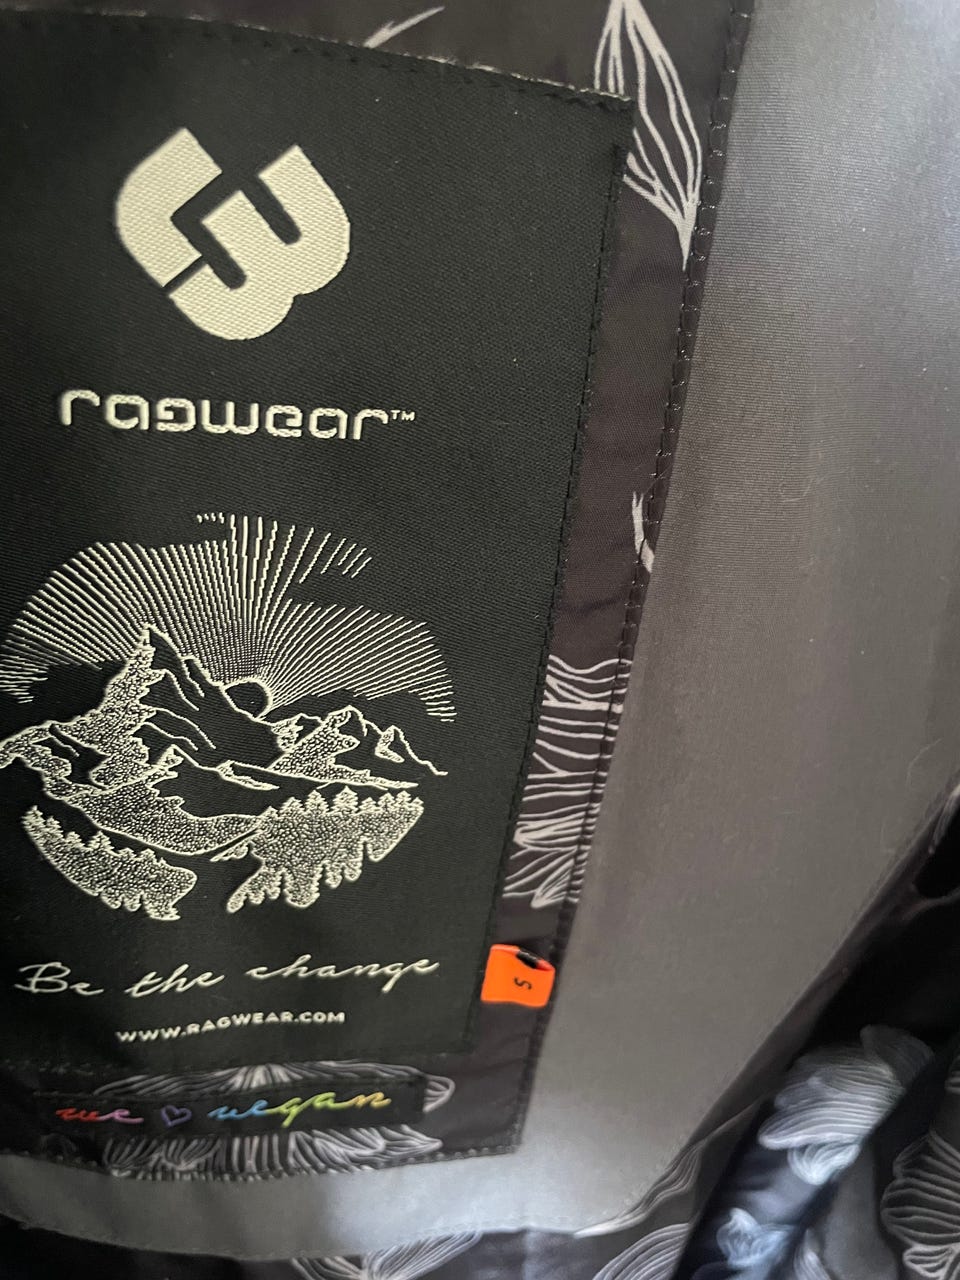 ragwear™
Be the change
WWW.RAGWEAR.COM
S
we ♡ vegan